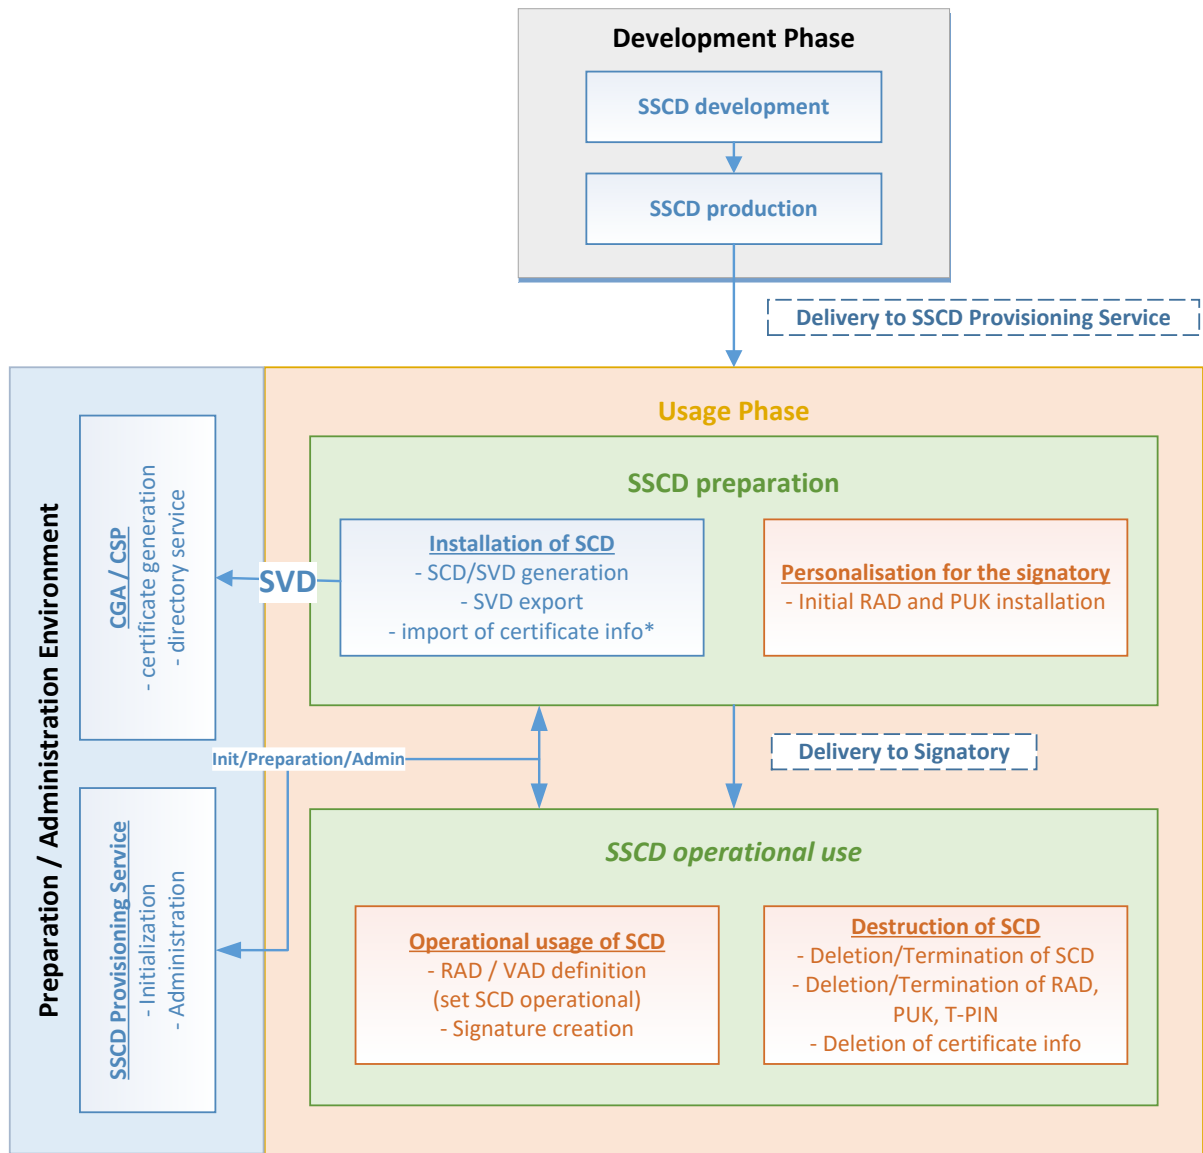 Development Phase
SSCD development
SSCD production
Delivery to SSCD Provisioning Service
Preparation / Administration Environment
CGA / CSP
- certificate generation
- directory service
SSCD Provisioning Service
- Initialization
- Administration
Usage Phase
SSCD preparation
Installation of SCD
- SCD/SVD generation
- SVD export
- import of certificate info*
Personalisation for the signatory
- Initial RAD and PUK installation
SVD
Init/Preparation/Admin
Delivery to Signatory
SSCD operational use
Operational usage of SCD
- RAD / VAD definition
(set SCD operational)
- Signature creation
Destruction of SCD
- Deletion/Termination of SCD
- Deletion/Termination of RAD,
PUK, T-PIN
- Deletion of certificate info